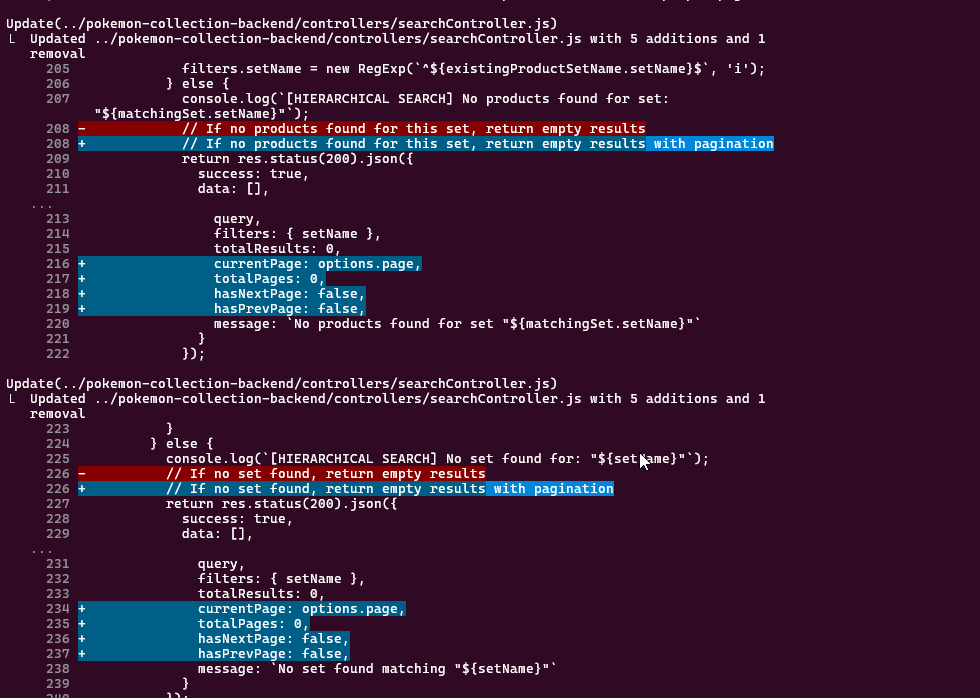 Update(../pokemon-collection-backend/controllers/searchController.js)
└ Updated ../pokemon-collection-backend/controllers/searchController.js with 5 additions and 1
removal
205 filters.setName = new RegExp(`^${existingProductSetName.setName}$`, 'i');
206 } else {
207 console.log(`[HIERARCHICAL SEARCH] No products found for set:
"${matchingSet.setName}"`);
208 - // If no products found for this set, return empty results
208 + // If no products found for this set, return empty results with pagination
209 return res.status(200).json({
210 success: true,
211 data: [],
...
213 query,
214 filters: { setName },
215 totalResults: 0,
216 + currentPage: options.page,
217 + totalPages: 0,
218 + hasNextPage: false,
219 + hasPrevPage: false,
220 message: `No products found for set "${matchingSet.setName}"`
221 }
222 });
Update(../pokemon-collection-backend/controllers/searchController.js)
└ Updated ../pokemon-collection-backend/controllers/searchController.js with 5 additions and 1
removal
223 }
224 } else {
225 console.log(`[HIERARCHICAL SEARCH] No set found for: "${setName}"`);
226 - // If no set found, return empty results
226 + // If no set found, return empty results with pagination
227 return res.status(200).json({
228 success: true,
229 data: [],
...
231 query,
232 filters: { setName },
233 totalResults: 0,
234 + currentPage: options.page,
235 + totalPages: 0,
236 + hasNextPage: false,
237 + hasPrevPage: false,
238 message: `No set found matching "${setName}"`
239 }
240 });